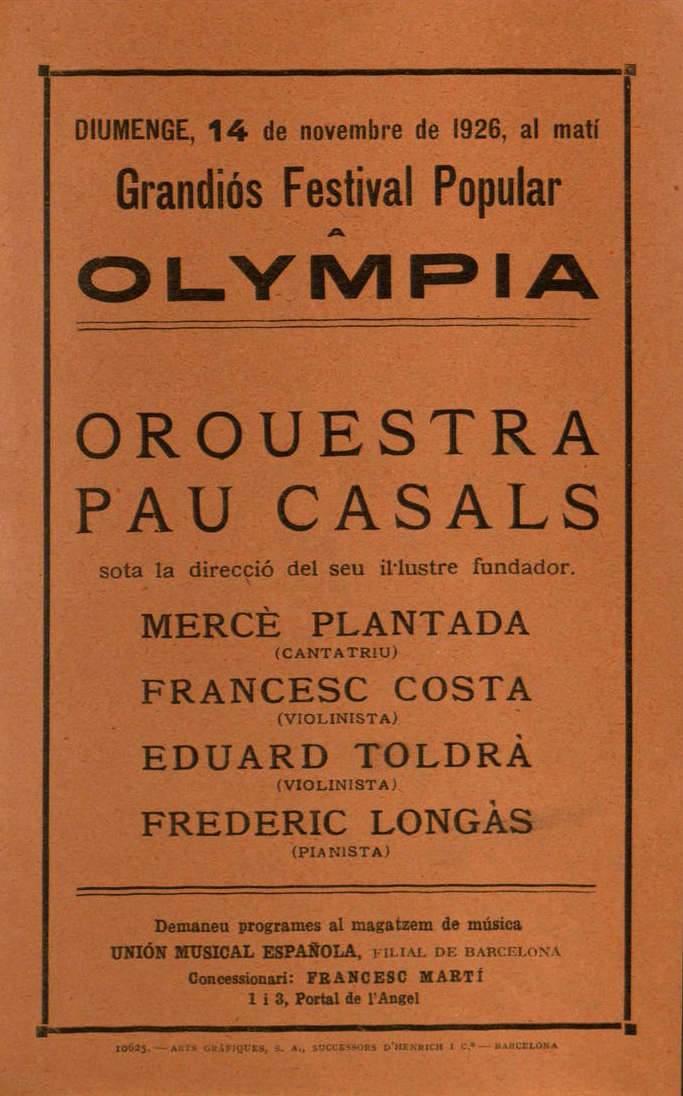 DIUMENGE, 14 de novembre de 1926, al matí
Grandiós Festival Popular
A
OLYMPIA
ORQUESTRA
PAU CASALS
sota la direcció del seu il·lustre fundador.
MERCÈ PLANTADA
(CANTATRIU)
FRANCESC COSTA
(VIOLINISTA)
EDUARD TOLDRÀ
(VIOLINISTA)
FREDERIC LONGÀS
(PIANISTA)
Demaneu programes al magatzem de música
UNIÓN MUSICAL ESPAÑOLA, FILIAL DE BARCELONA
Concessionari: FRANCESC MARTÍ
1 i 3, Portal de l'Angel
10625.—ARTS GRÀFIQUES, S. A., SUCCESSORS D'HENRICH I C.ª—BARCELONA